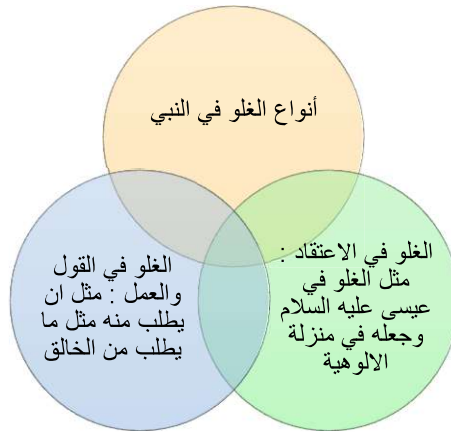 أنواع الغلو في النبي
الغلو في الاعتقاد :
مثل الغلو في
عيسى عليه السلام
وجعله في منزلة
الالوهية
الغلو في القول
والعمل : مثل ان
يطلب منه مثل ما
يطلب من الخالق